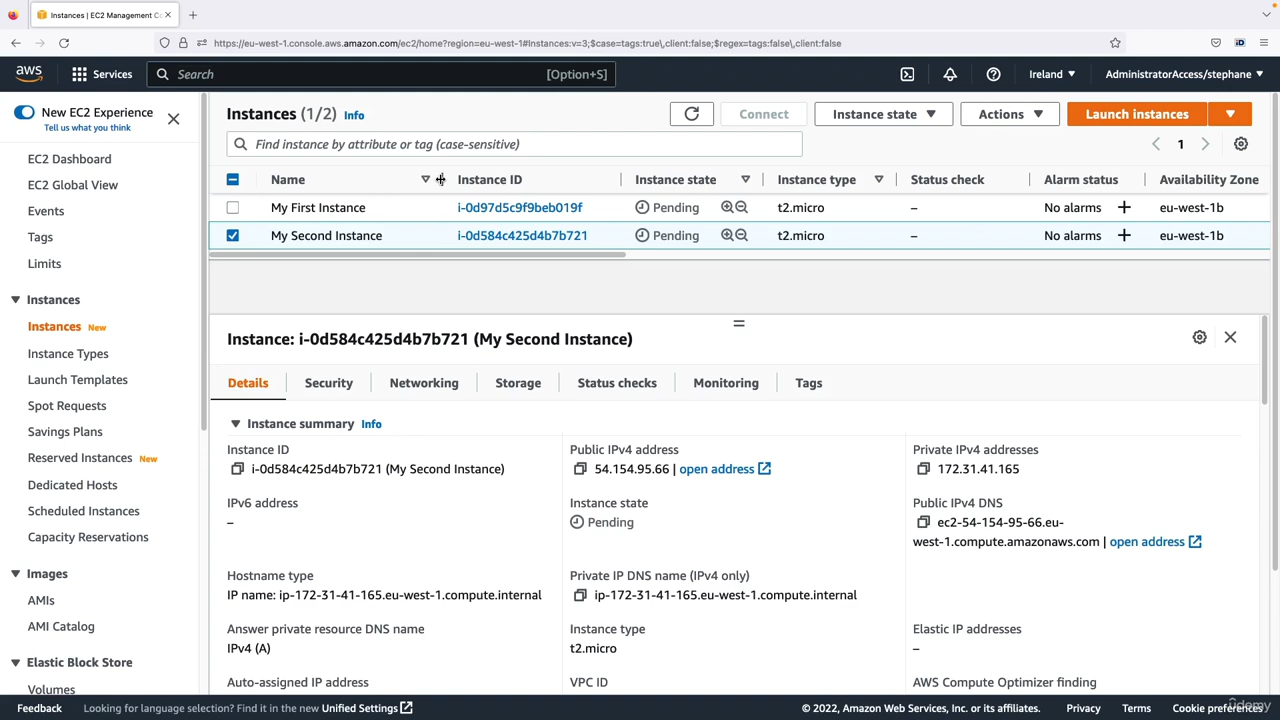 Instances | EC2 Management Co
https://eu-west-1.console.aws.amazon.com/ec2/home?region=eu-west-1#Instances:v=3;$case=tags:true\,client:false;$regex=tags:false\,client:false
aws Services Search [Option+S] Ireland AdministratorAccess/stephane
New EC2 Experience
Tell us what you think
EC2 Dashboard
EC2 Global View
Events
Tags
Limits
Instances
Instances New
Instance Types
Launch Templates
Spot Requests
Savings Plans
Reserved Instances New
Dedicated Hosts
Scheduled Instances
Capacity Reservations
Images
AMIs
AMI Catalog
Elastic Block Store
Volumes
Instances (1/2) Info Connect Instance state Actions Launch instances
Find instance by attribute or tag (case-sensitive) 1
Name Instance ID Instance state Instance type Status check Alarm status Availability Zone
My First Instance i-0d97d5c9f9beb019f Pending t2.micro – No alarms + eu-west-1b
My Second Instance i-0d584c425d4b7b721 Pending t2.micro – No alarms + eu-west-1b
Instance: i-0d584c425d4b7b721 (My Second Instance)
Details Security Networking Storage Status checks Monitoring Tags
Instance summary Info
Instance ID
i-0d584c425d4b7b721 (My Second Instance)
Public IPv4 address
54.154.95.66 | open address
Private IPv4 addresses
172.31.41.165
IPv6 address
–
Instance state
Pending
Public IPv4 DNS
ec2-54-154-95-66.eu-
west-1.compute.amazonaws.com | open address
Hostname type
IP name: ip-172-31-41-165.eu-west-1.compute.internal
Private IP DNS name (IPv4 only)
ip-172-31-41-165.eu-west-1.compute.internal
Answer private resource DNS name
IPv4 (A)
Instance type
t2.micro
Elastic IP addresses
–
Auto-assigned IP address
VPC ID
AWS Compute Optimizer finding
Feedback Looking for language selection? Find it in the new Unified Settings © 2022, Amazon Web Services, Inc. or its affiliates. Privacy Terms Cookie preferences
ûdemy